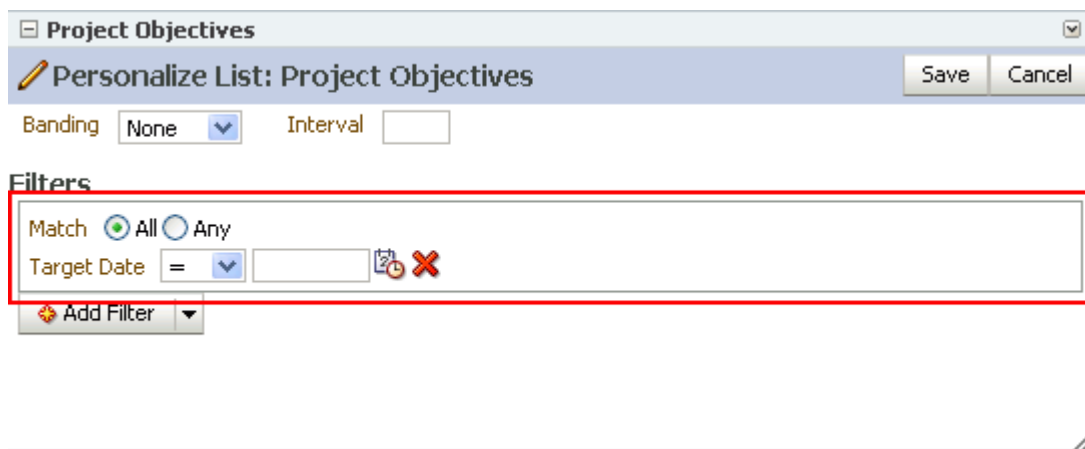 Project Objectives
Personalize List: Project Objectives Save Cancel
Banding None Interval
Filters
Match All Any
Target Date =
Add Filter